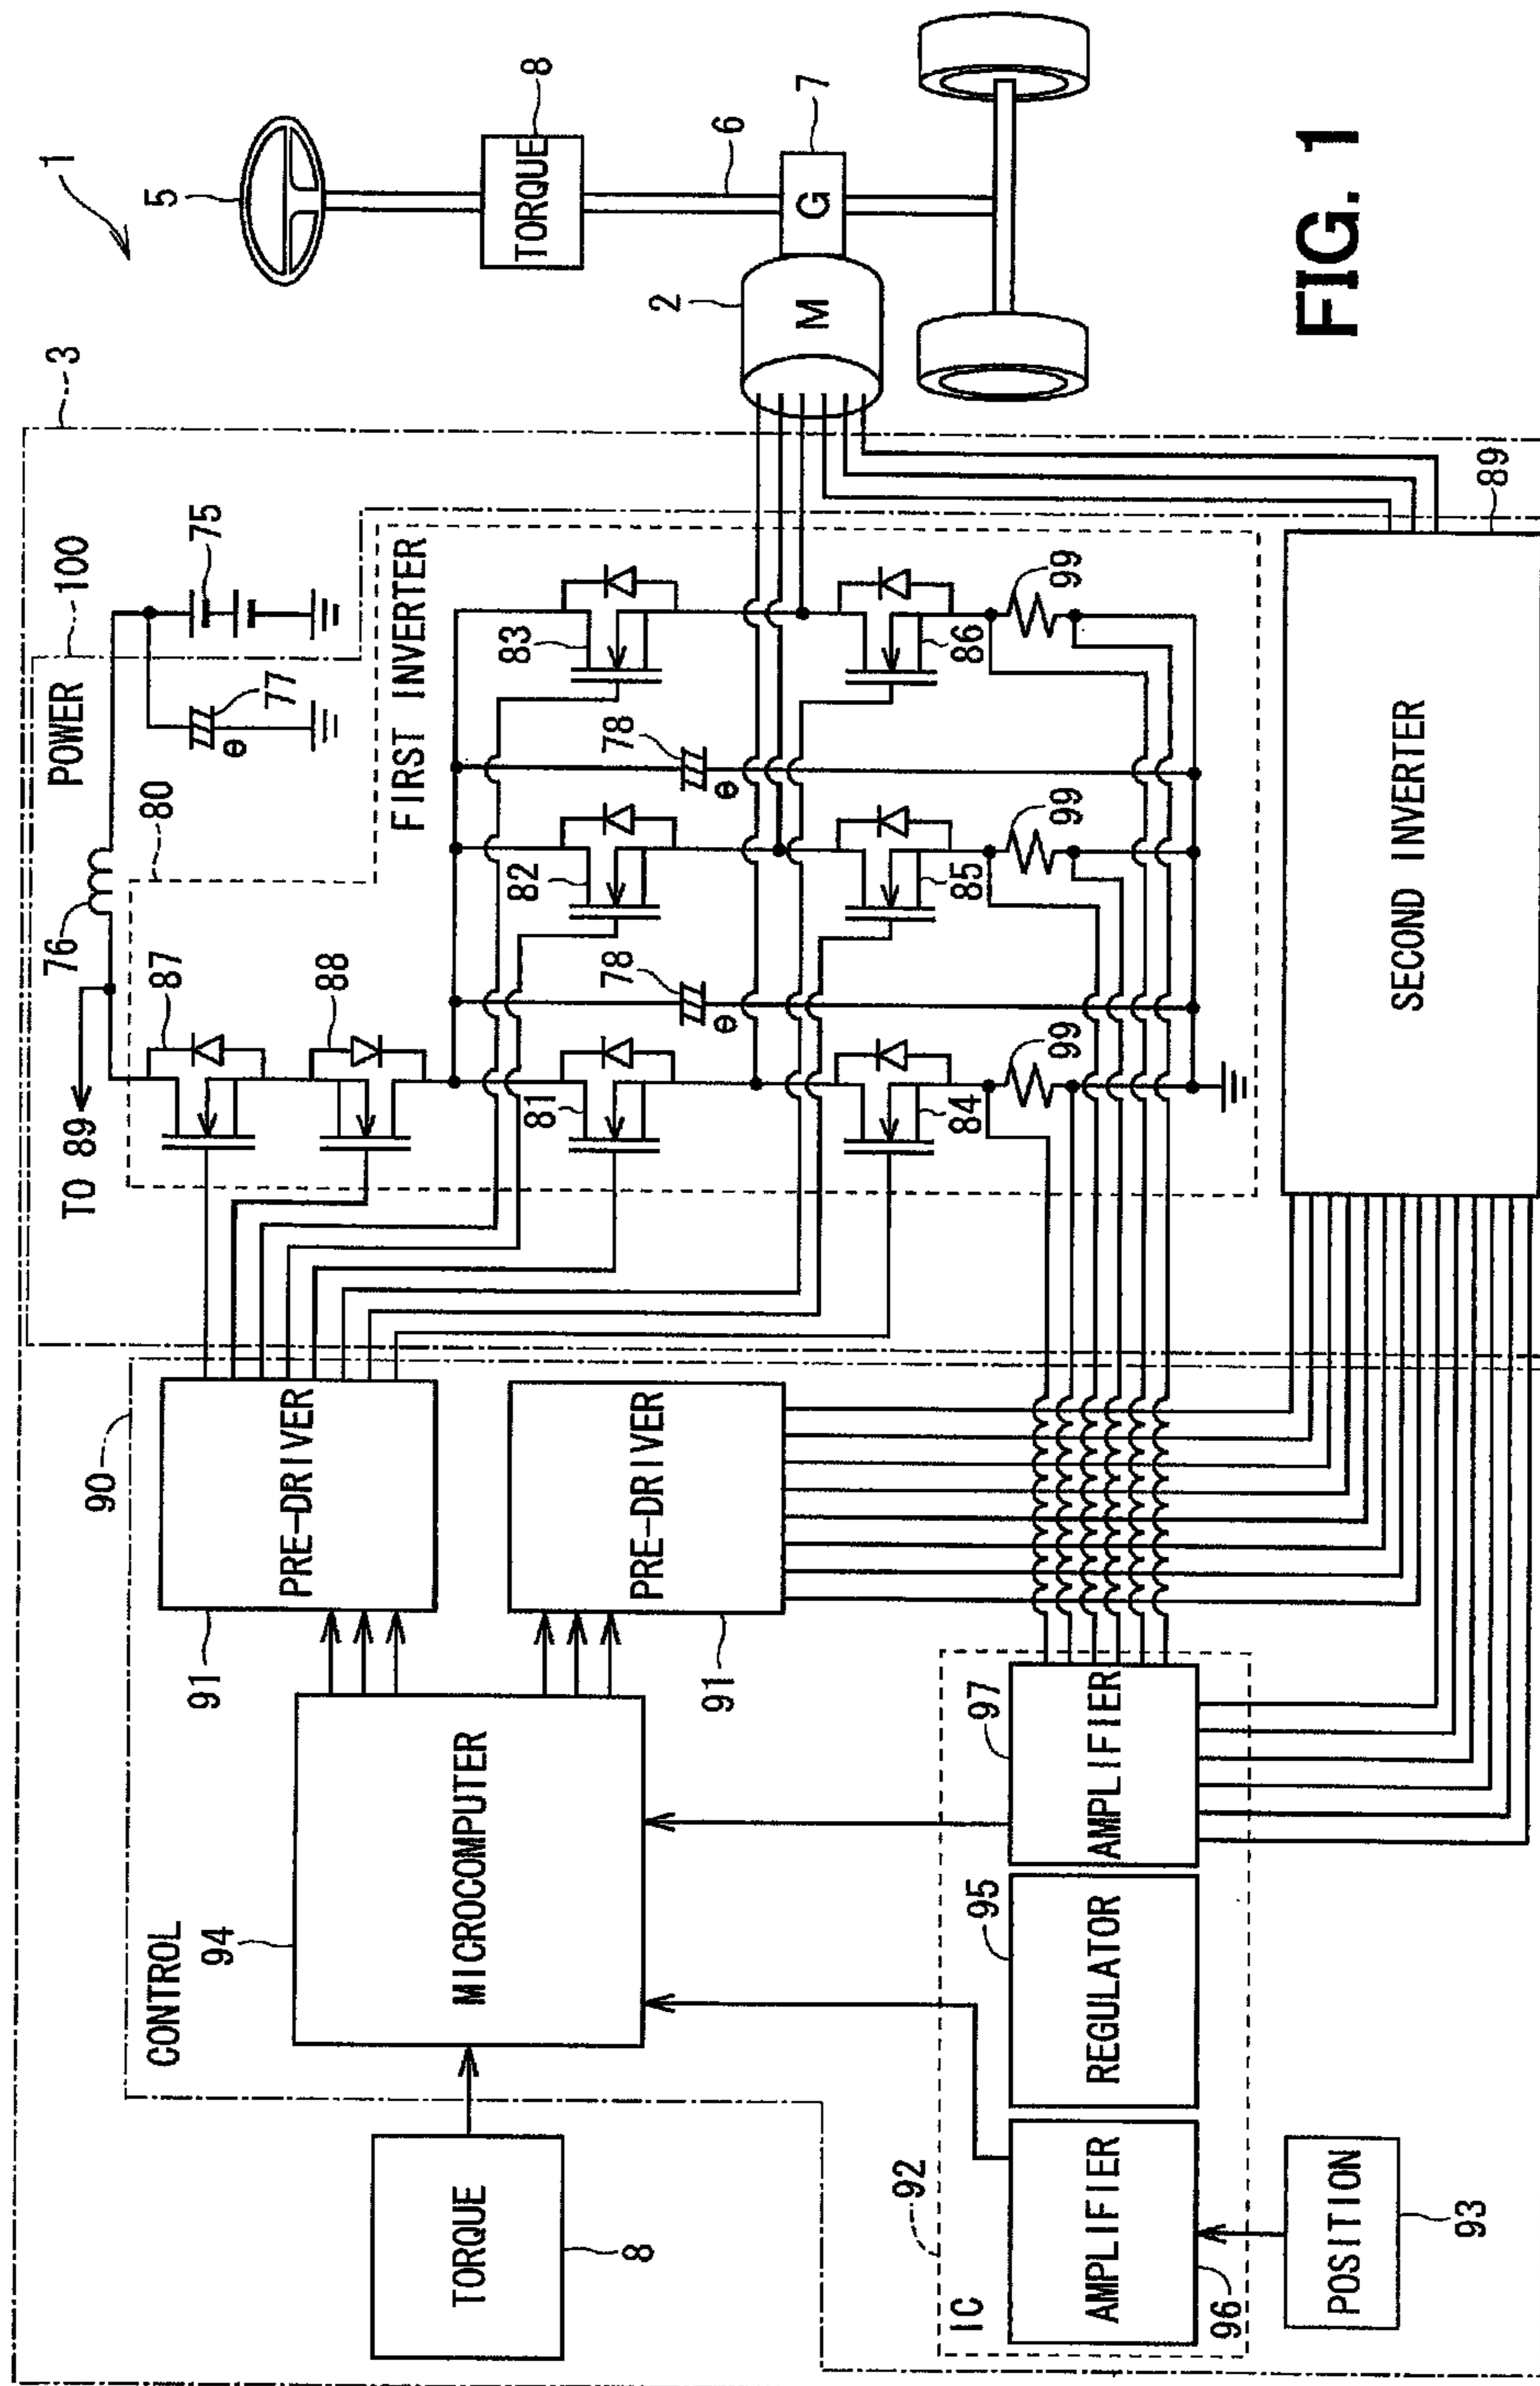 1
5
8
TORQUE
6
7
G
2
M
FIG. 1
3
100
POWER
75
77
⊖
76
TO 89
87
88
80
FIRST INVERTER
81
82
83
78
⊖
78
⊖
84
85
86
99
99
99
SECOND INVERTER
89
90
CONTROL
PRE-DRIVER
91
PRE-DRIVER
91
94
MICROCOMPUTER
TORQUE
8
92
IC
97
AMPLIFIER
95
REGULATOR
AMPLIFIER
96
POSITION
93